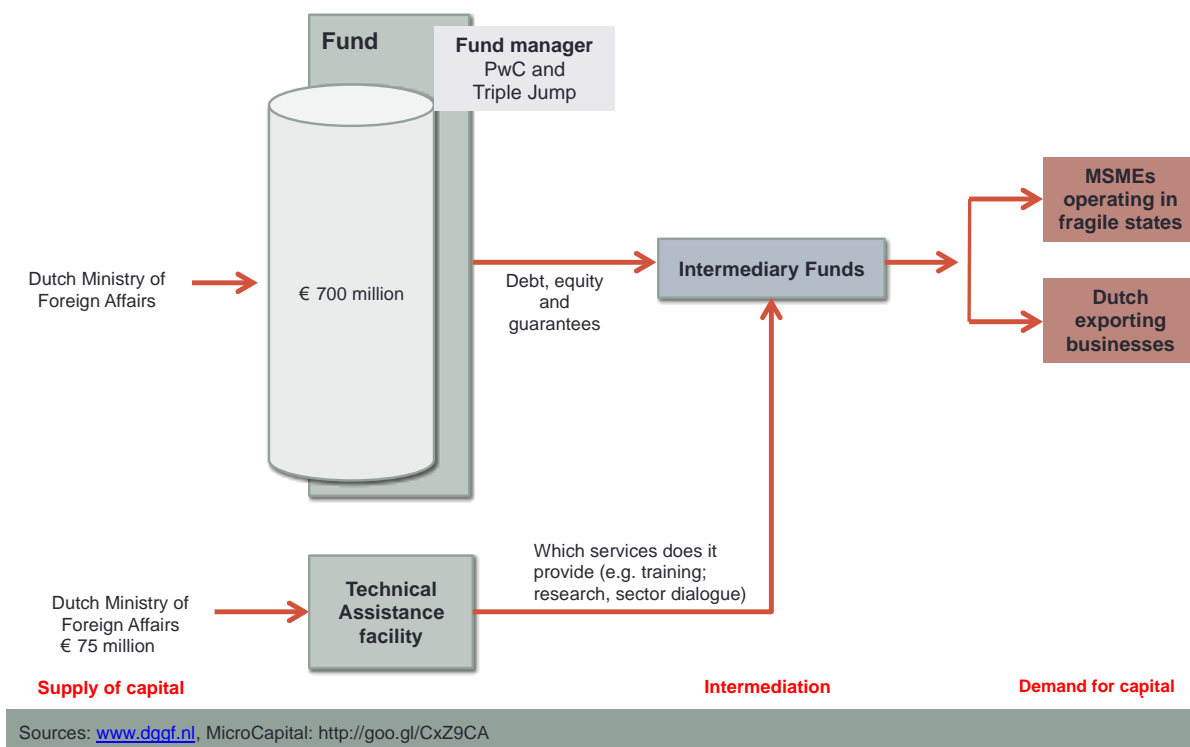 Fund
Fund manager
PwC and
Triple Jump
MSMEs
operating in
fragile states
Dutch Ministry of
Foreign Affairs
€ 700 million
Debt, equity
and
guarantees
Intermediary Funds
Dutch
exporting
businesses
Which services does it
provide (e.g. training;
research, sector dialogue)
Technical
Assistance
facility
Dutch Ministry of
Foreign Affairs
€ 75 million
Supply of capital
Intermediation
Demand for capital
Sources: www.dggf.nl, MicroCapital: http://goo.gl/CxZ9CA